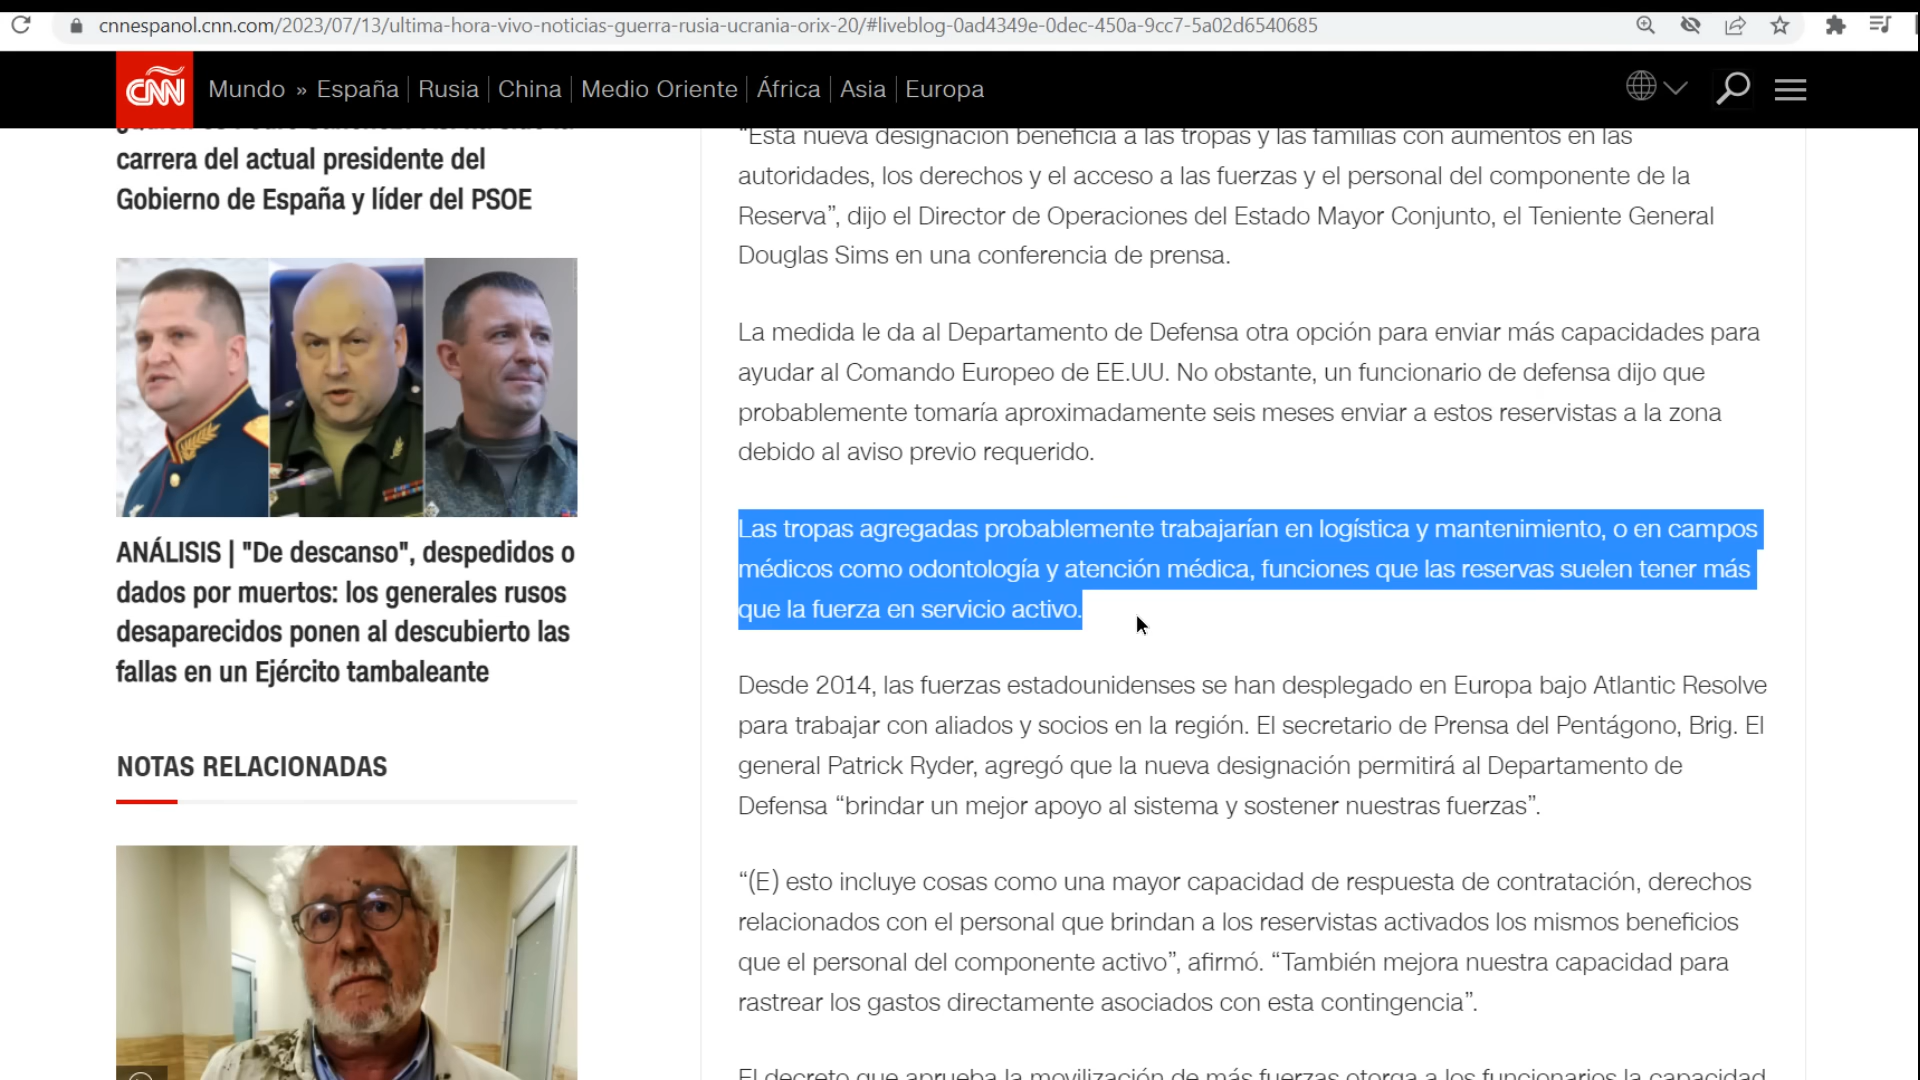 cnnespanol.cnn.com/2023/07/13/ultima-hora-vivo-noticias-guerra-rusia-ucrania-orix-20/#liveblog-0ad4349e-0dec-450a-9cc7-5a02d6540685
CNN Mundo » España | Rusia | China | Medio Oriente | África | Asia | Europa
carrera del actual presidente del
Gobierno de España y líder del PSOE
ANÁLISIS | "De descanso", despedidos o
dados por muertos: los generales rusos
desaparecidos ponen al descubierto las
fallas en un Ejército tambaleante
NOTAS RELACIONADAS
“Esta nueva designación beneficia a las tropas y las familias con aumentos en las
autoridades, los derechos y el acceso a las fuerzas y el personal del componente de la
Reserva”, dijo el Director de Operaciones del Estado Mayor Conjunto, el Teniente General
Douglas Sims en una conferencia de prensa.
La medida le da al Departamento de Defensa otra opción para enviar más capacidades para
ayudar al Comando Europeo de EE.UU. No obstante, un funcionario de defensa dijo que
probablemente tomaría aproximadamente seis meses enviar a estos reservistas a la zona
debido al aviso previo requerido.
Las tropas agregadas probablemente trabajarían en logística y mantenimiento, o en campos
médicos como odontología y atención médica, funciones que las reservas suelen tener más
que la fuerza en servicio activo.
Desde 2014, las fuerzas estadounidenses se han desplegado en Europa bajo Atlantic Resolve
para trabajar con aliados y socios en la región. El secretario de Prensa del Pentágono, Brig. El
general Patrick Ryder, agregó que la nueva designación permitirá al Departamento de
Defensa “brindar un mejor apoyo al sistema y sostener nuestras fuerzas”.
“(E) esto incluye cosas como una mayor capacidad de respuesta de contratación, derechos
relacionados con el personal que brindan a los reservistas activados los mismos beneficios
que el personal del componente activo”, afirmó. “También mejora nuestra capacidad para
rastrear los gastos directamente asociados con esta contingencia”.
El decreto que aprueba la movilización de más fuerzas otorga a los funcionarios la capacidad